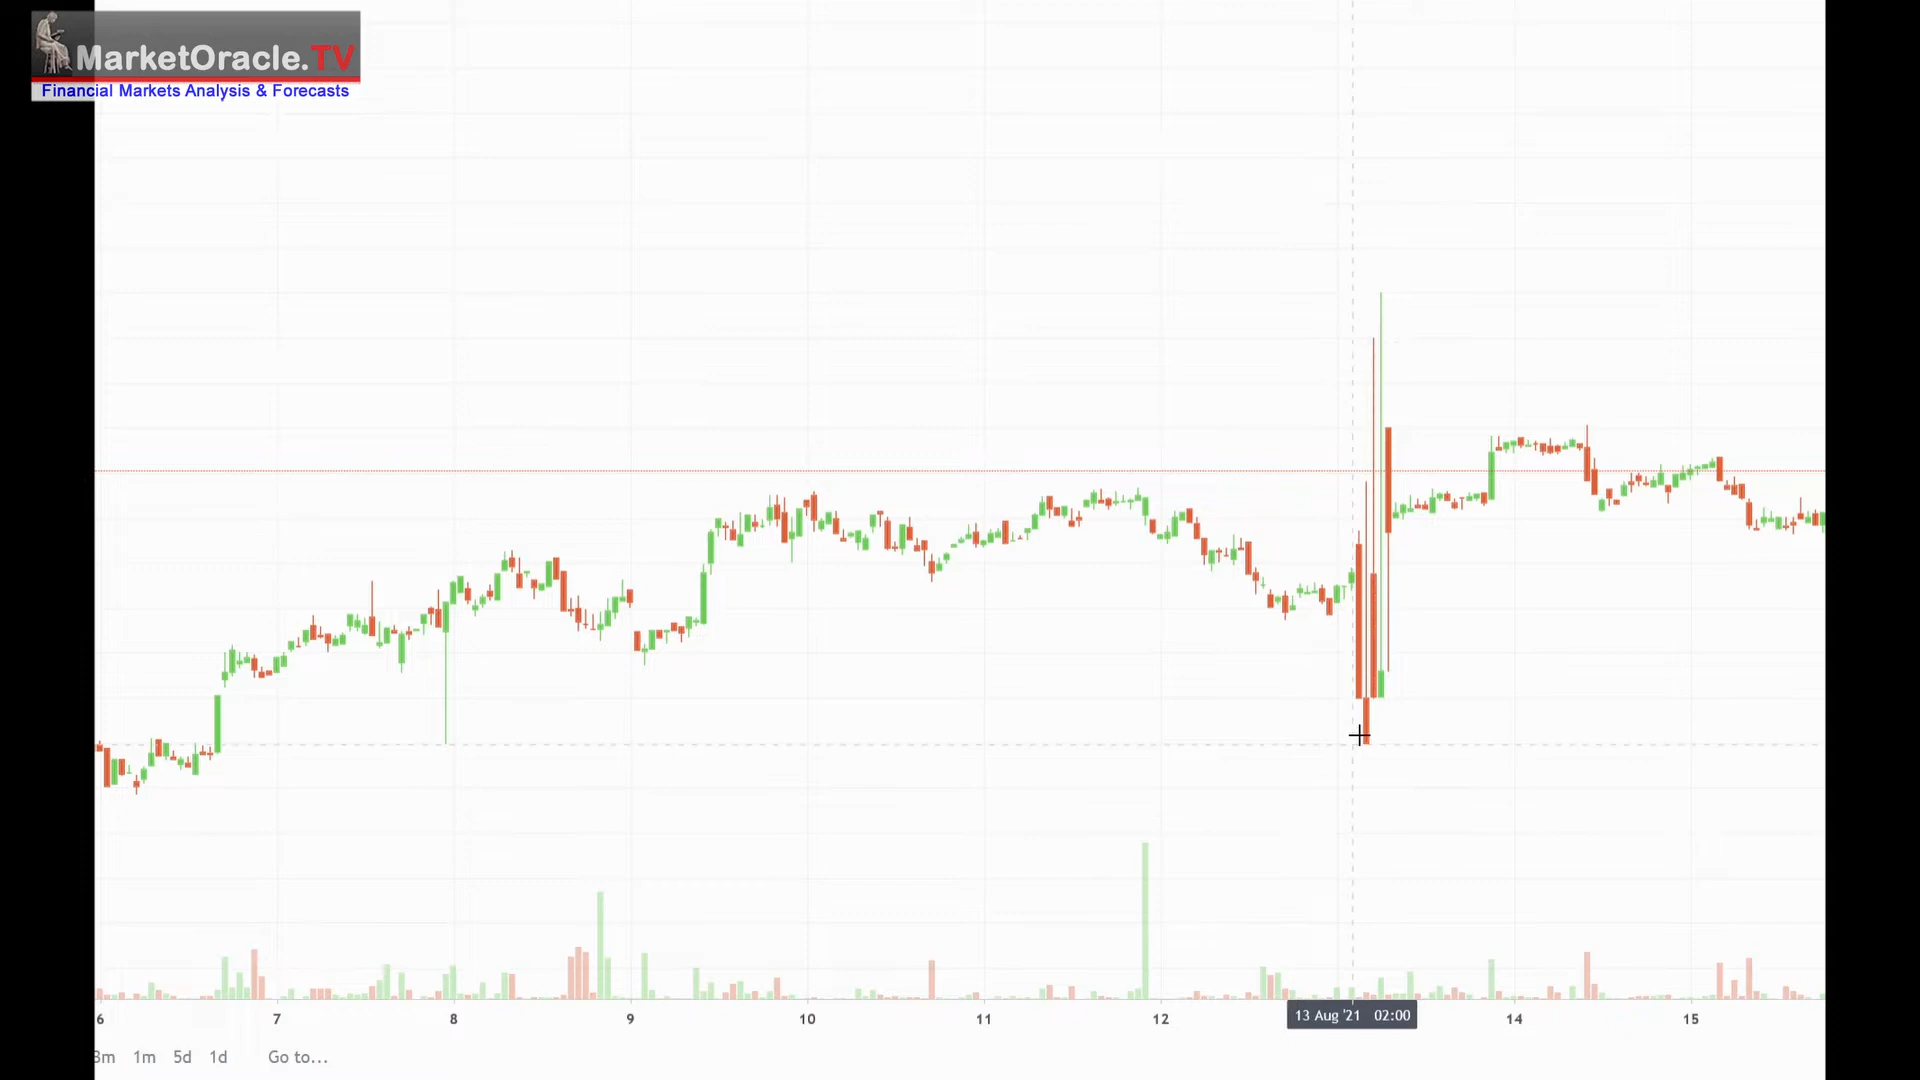 MarketOracle.TV
Financial Markets Analysis & Forecasts
6 7 8 9 10 11 12 13 Aug '21 02:00 14 15
3m 1m 5d 1d Go to...